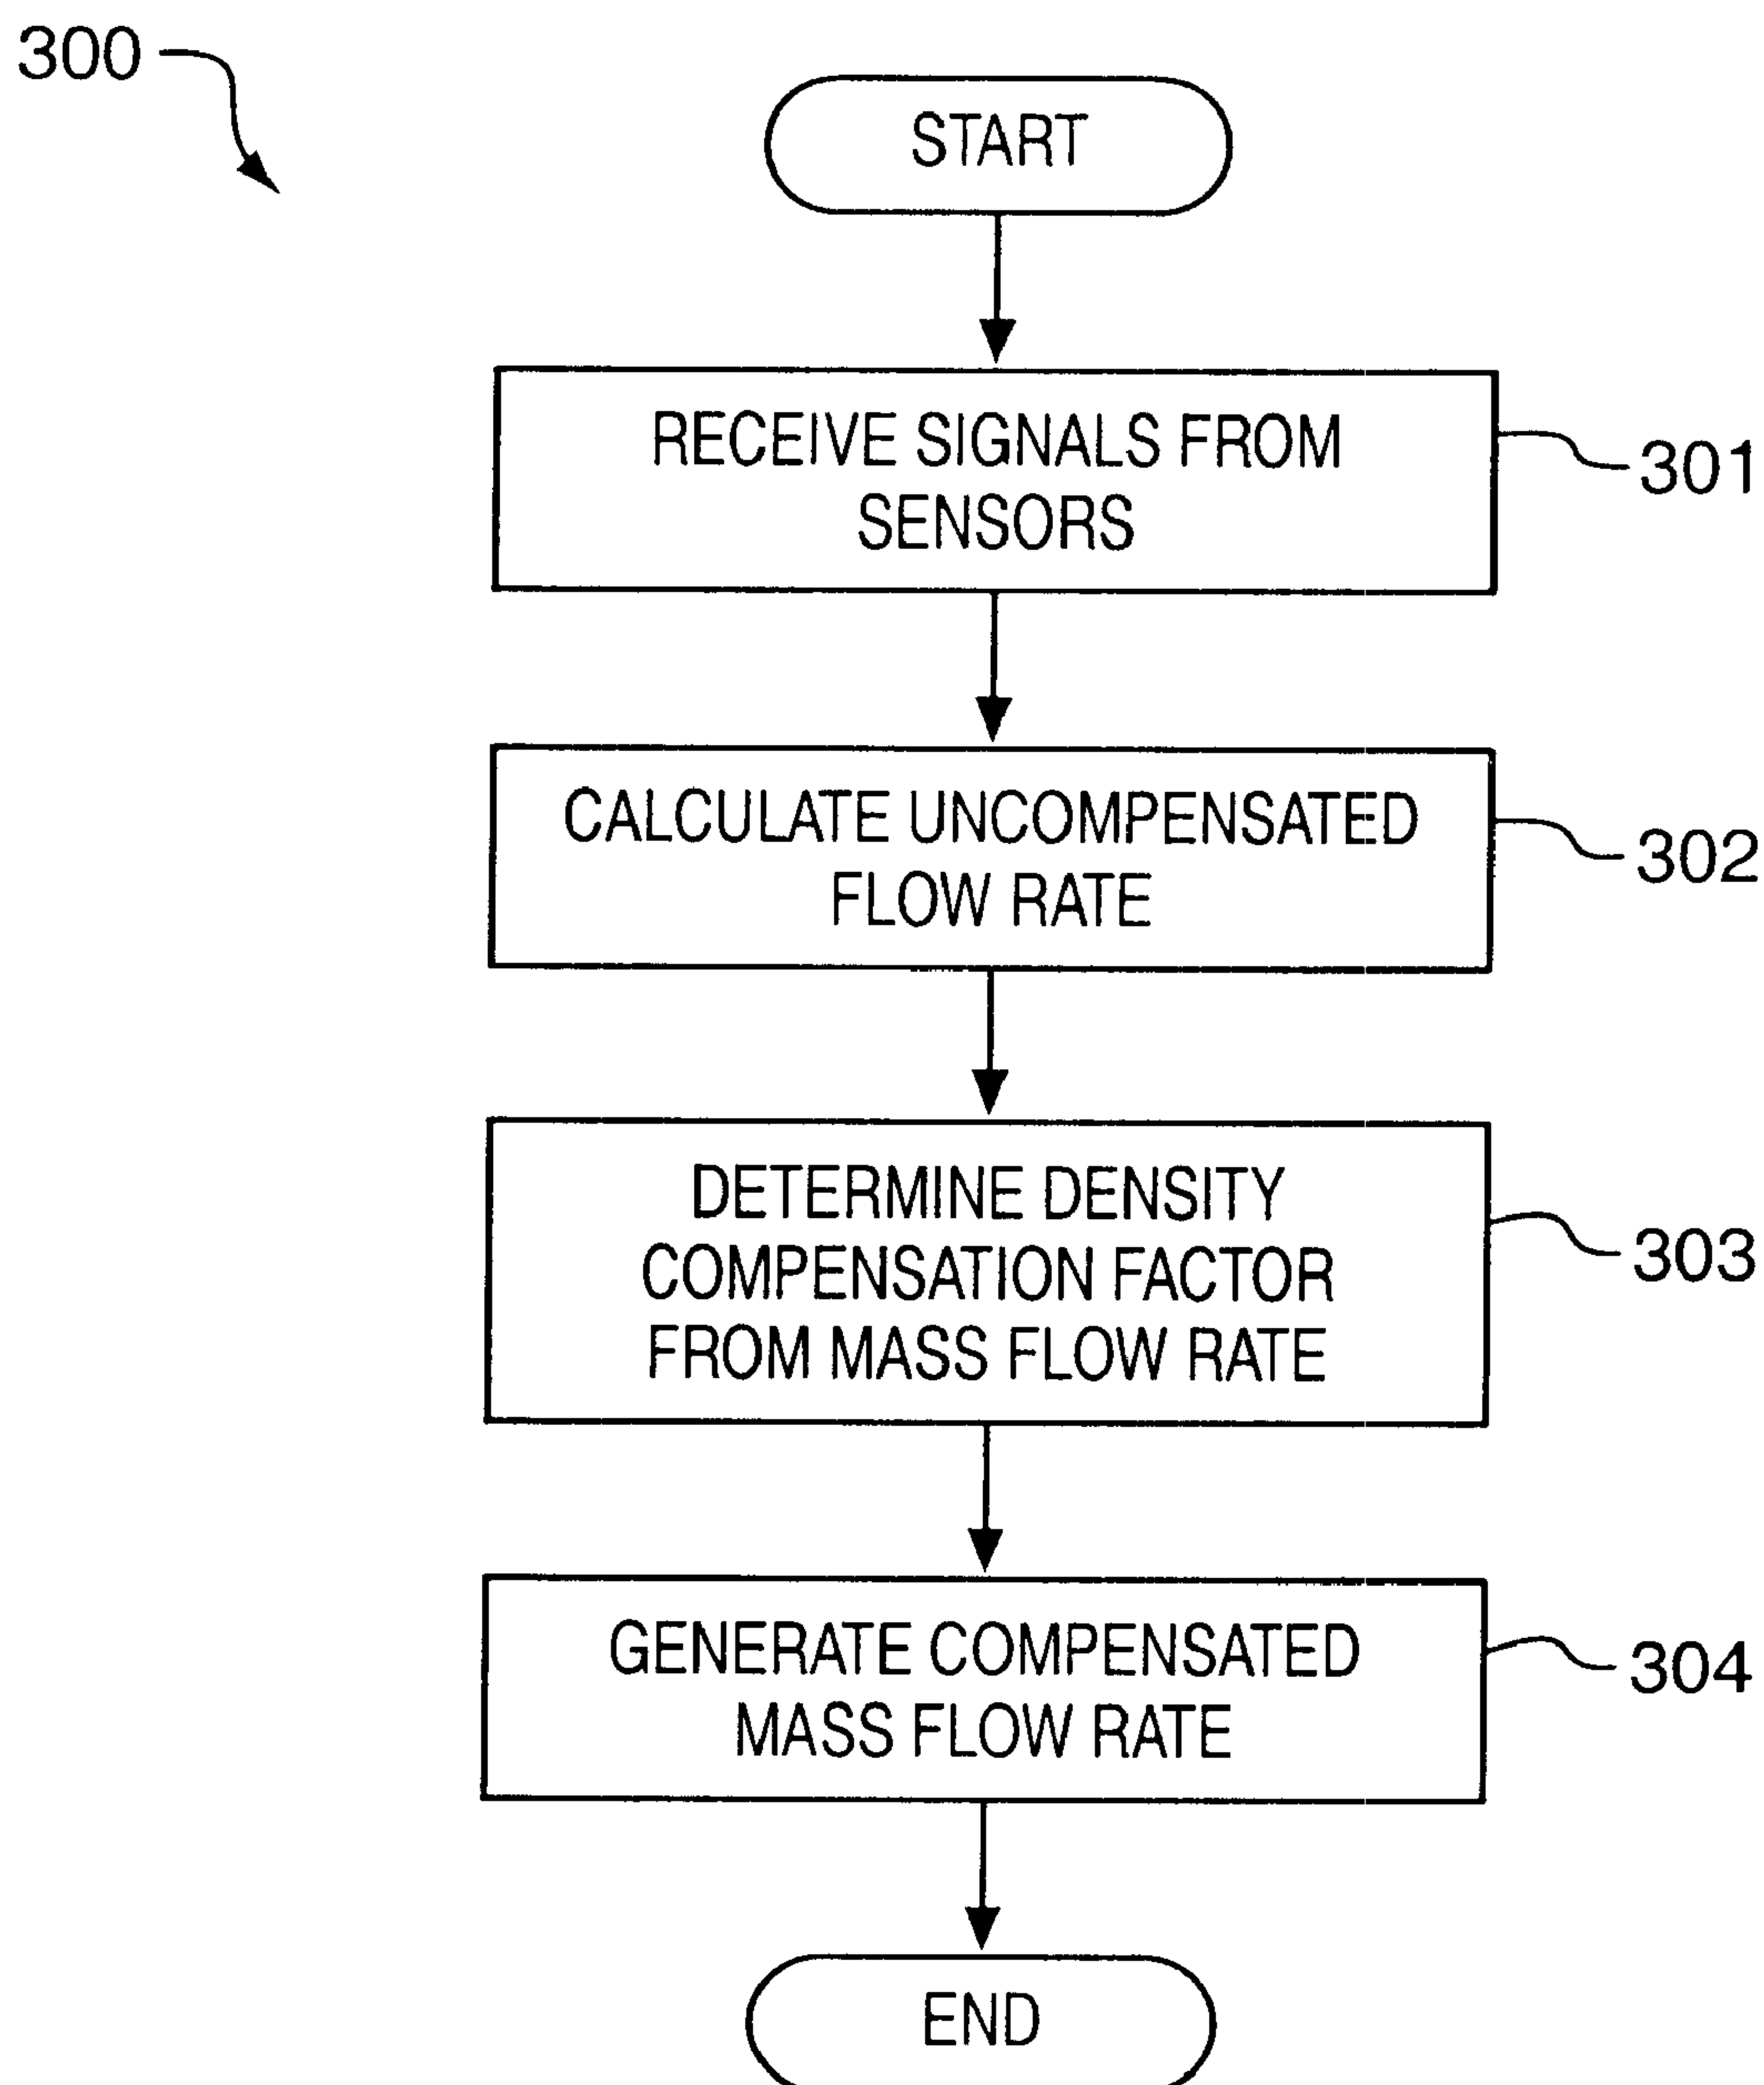 300
START
RECEIVE SIGNALS FROM
SENSORS
301
CALCULATE UNCOMPENSATED
FLOW RATE
302
DETERMINE DENSITY
COMPENSATION FACTOR
FROM MASS FLOW RATE
303
GENERATE COMPENSATED
MASS FLOW RATE
304
END